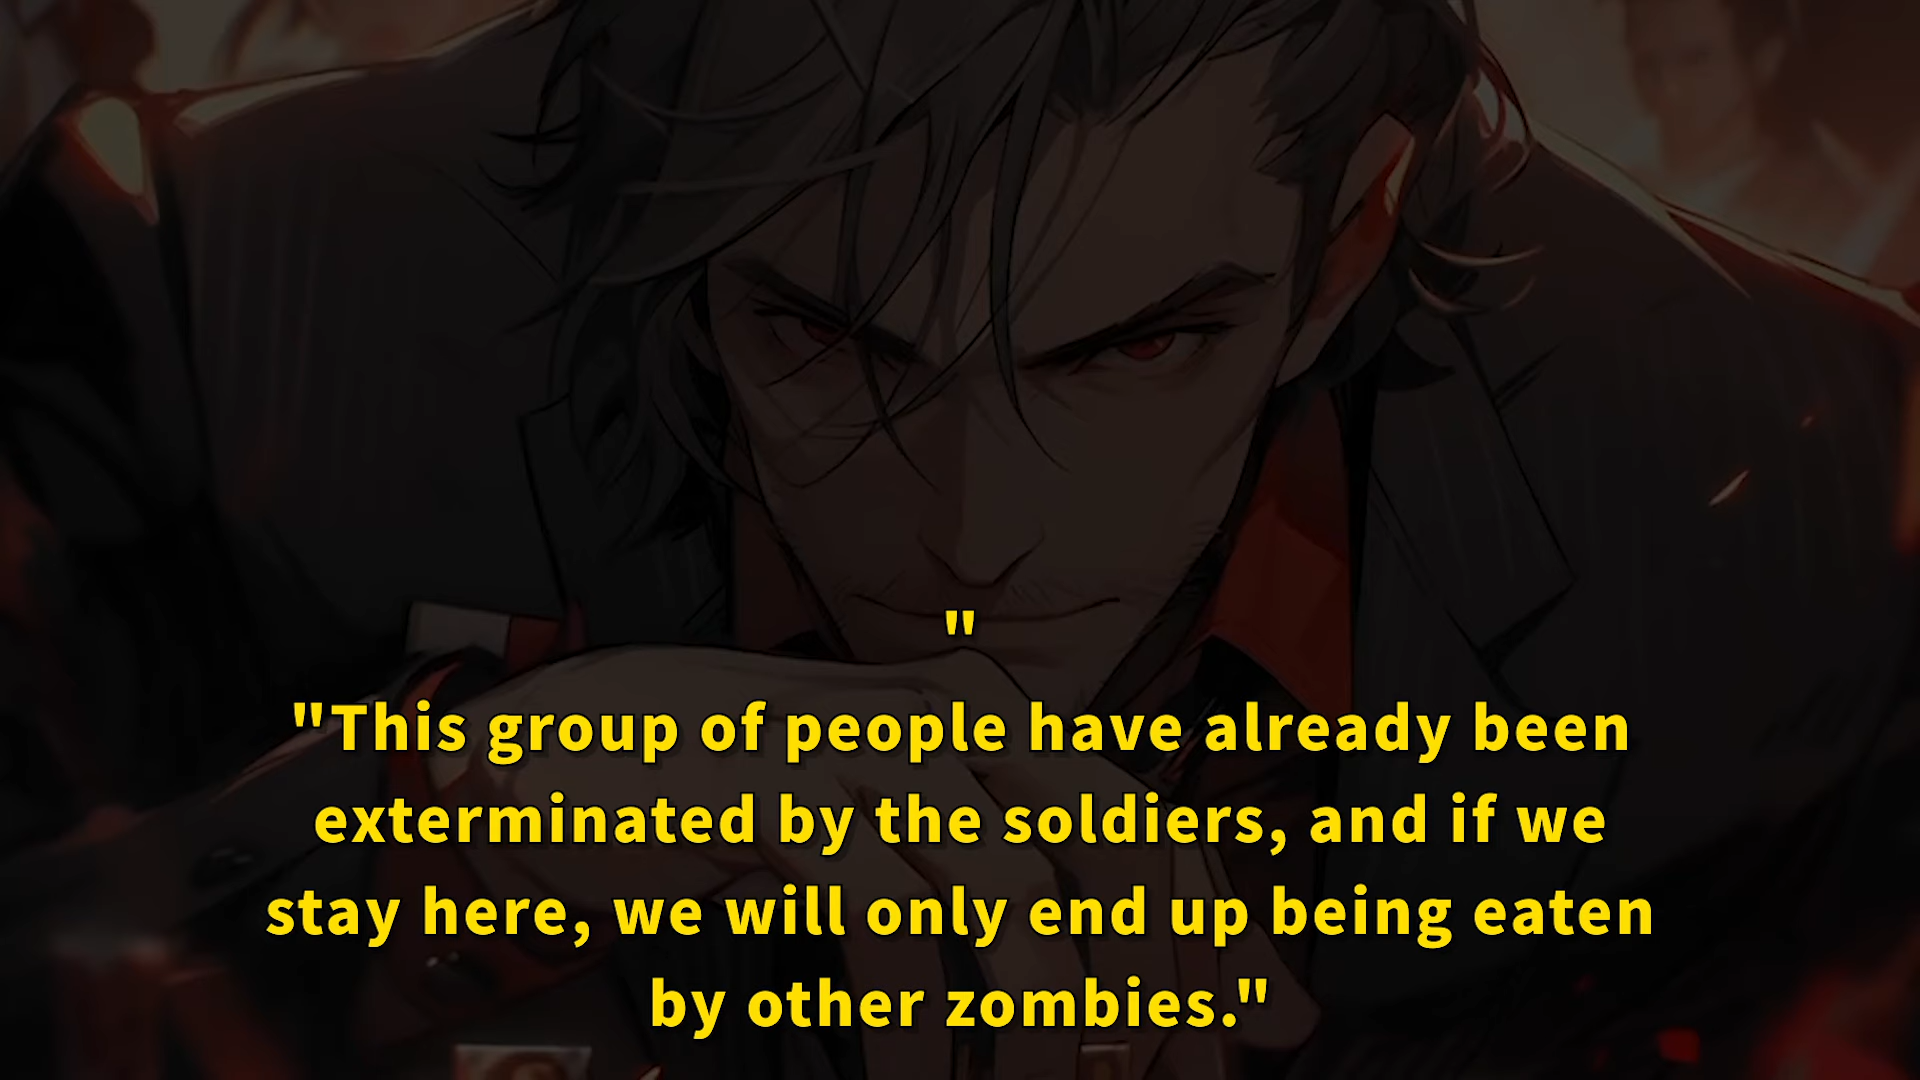 "
"This group of people have already been
exterminated by the soldiers, and if we
stay here, we will only end up being eaten
by other zombies."